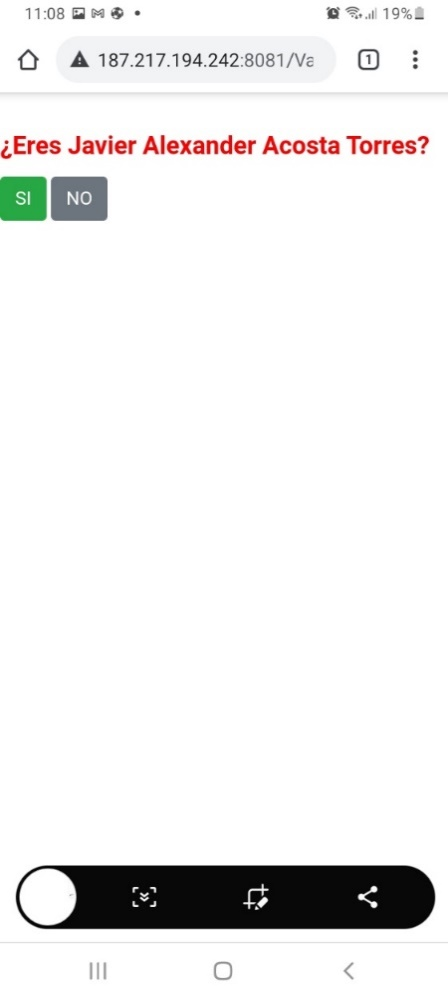 11:08 19%
187.217.194.242:8081/Va
1
¿Eres Javier Alexander Acosta Torres?
SI NO